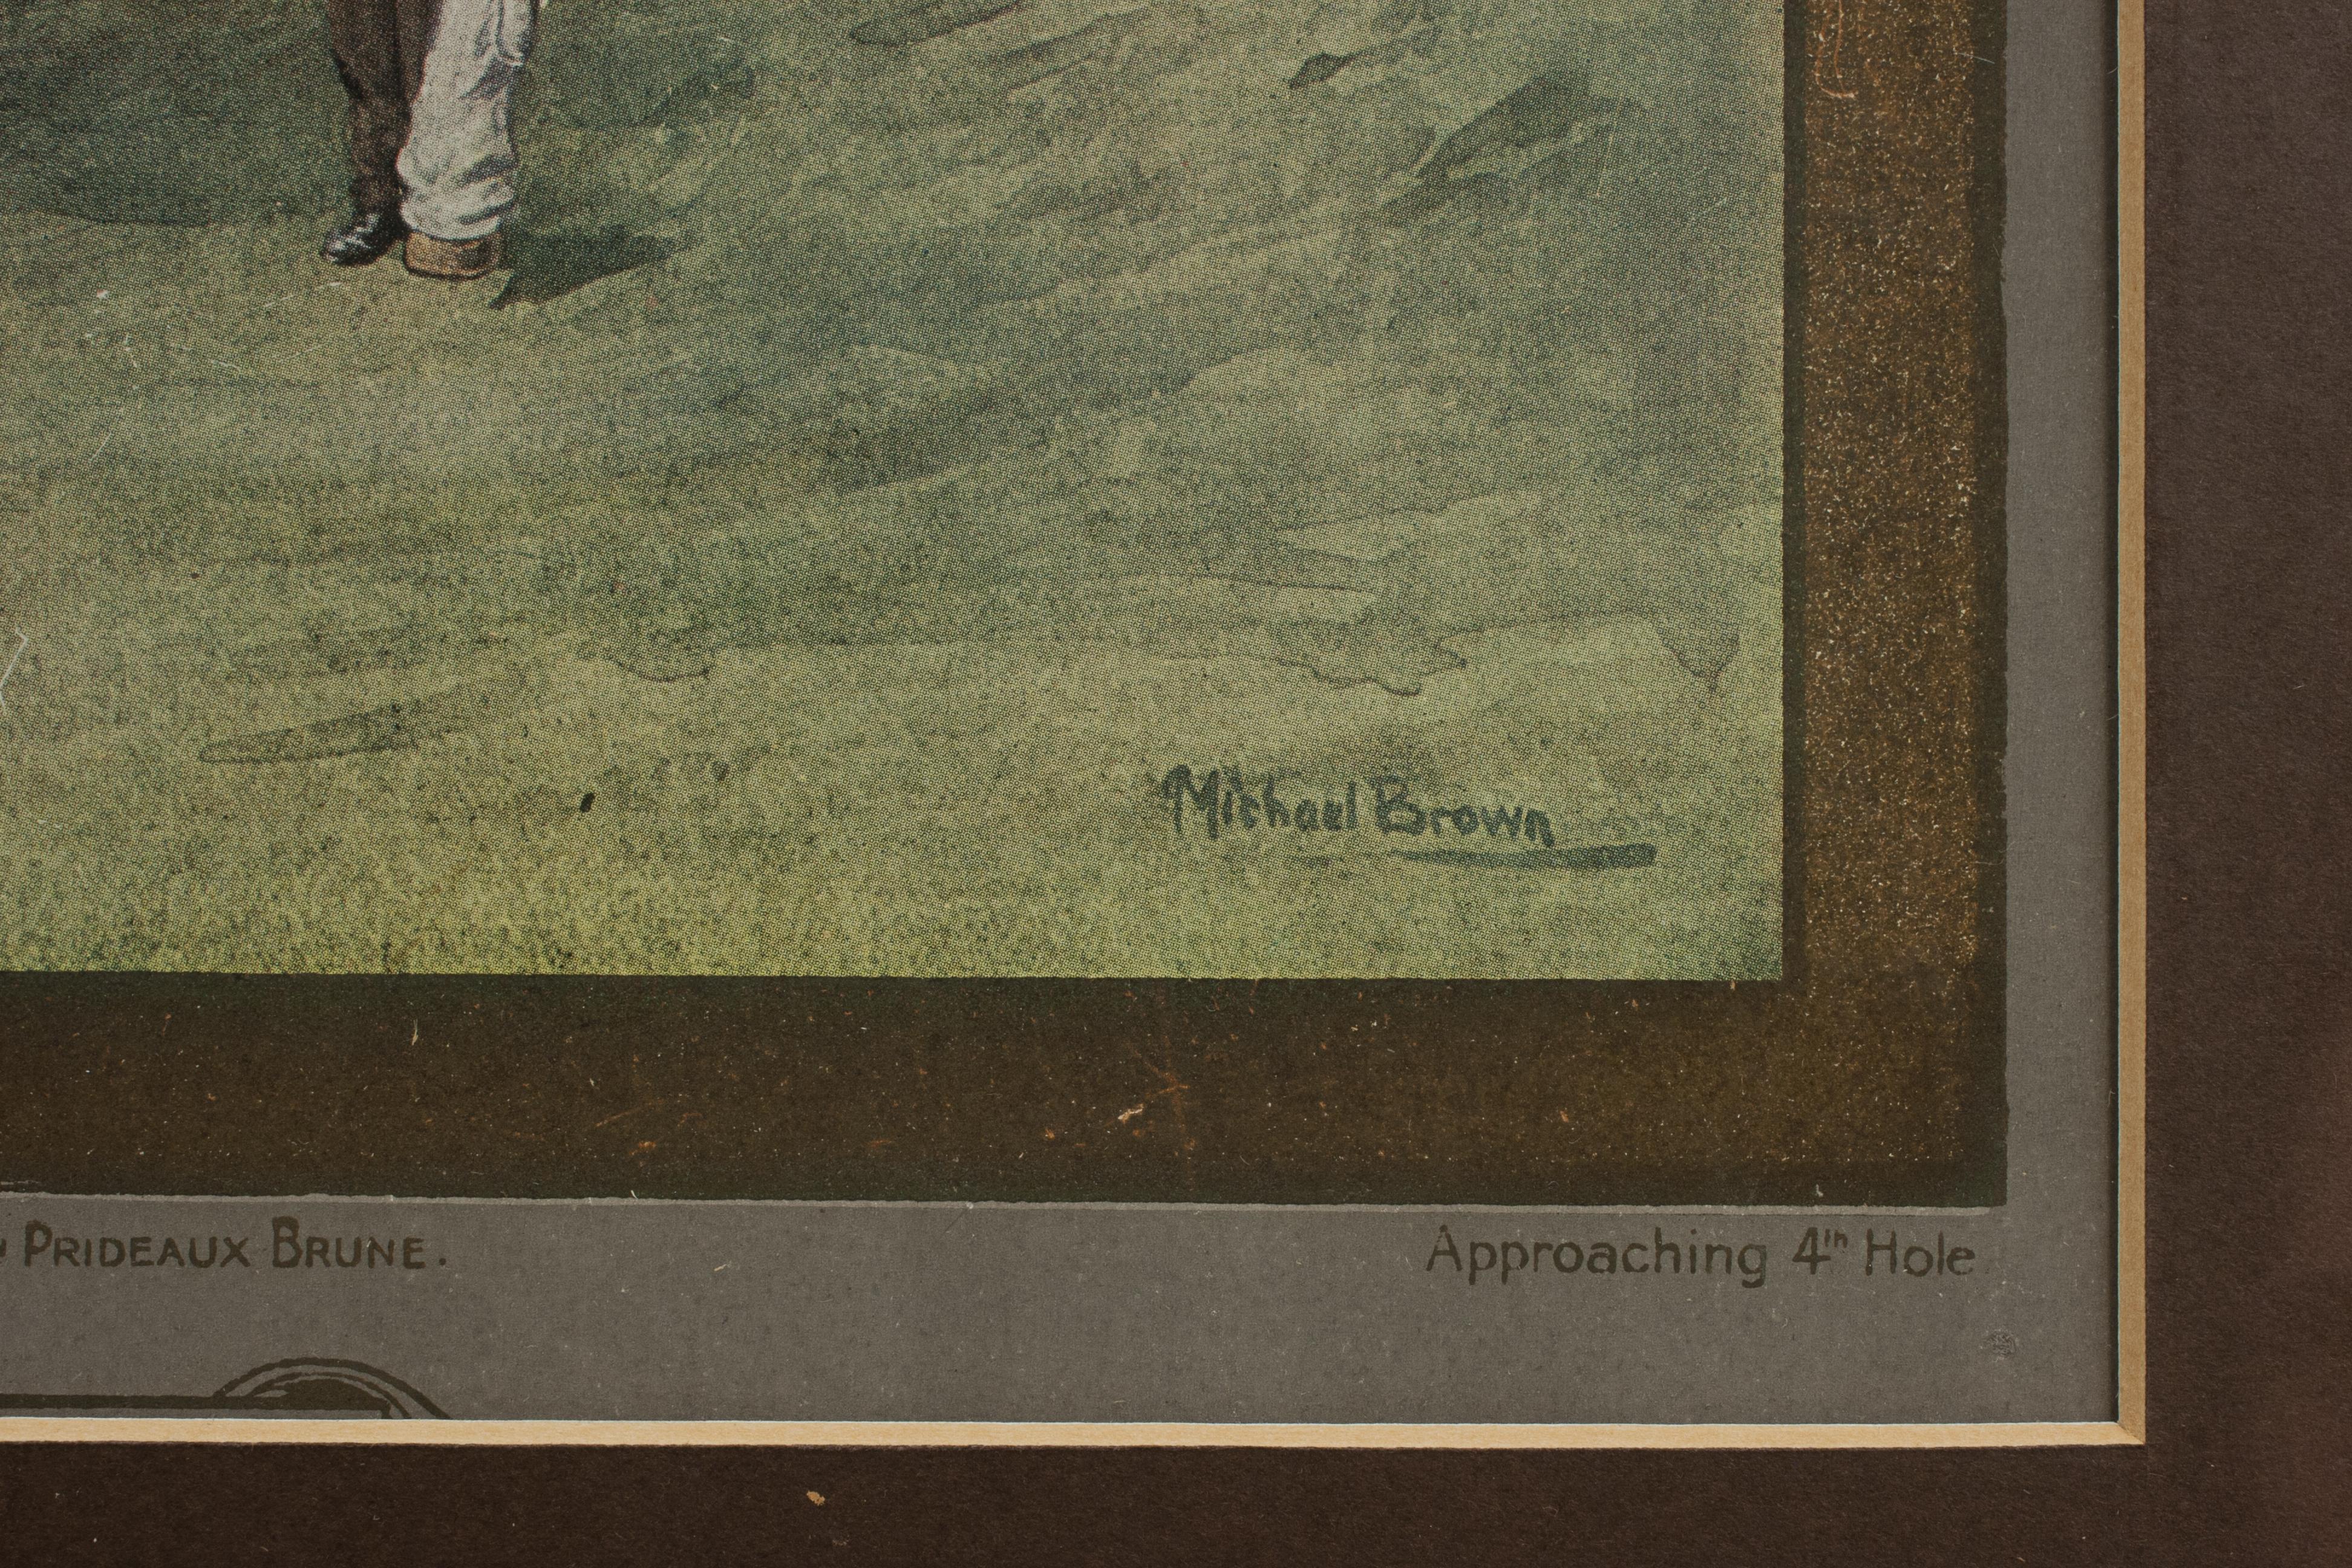 Michael Brown
PRIDEAUX BRUNE.
Approaching 4th Hole